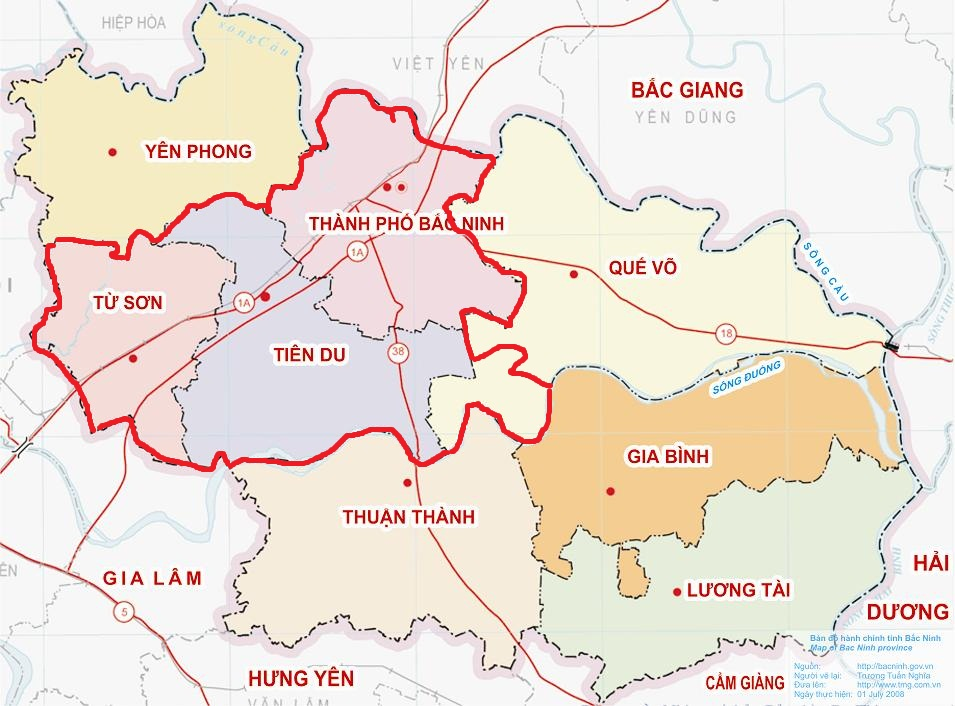 HIỆP HÒA
sông Cầu
VIỆT YÊN
BẮC GIANG
YÊN DŨNG
YÊN PHONG
THÀNH PHỐ BẮC NINH
1A
QUẾ VÕ
SÔNG CẦU
TỪ SƠN
1A
TIÊN DU
38
18
SÔNG ĐUỐNG
GIA BÌNH
THUẬN THÀNH
GIA LÂM
5
LƯƠNG TÀI
HẢI
DƯƠNG
HƯNG YÊN
VĂN LÂM
CẨM GIÀNG
Bản đồ hành chính tỉnh Bắc Ninh
Map of Bac Ninh province
Nguồn: http://bacninh.gov.vn
Người vẽ lại: Trương Tuấn Nghĩa
Đưa lên: http://www.tmg.com.vn
Ngày thực hiện: 01 July 2008